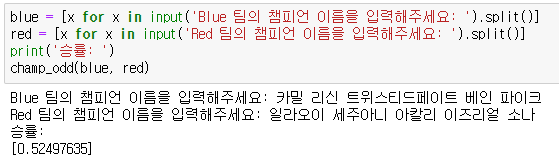 blue = [x for x in input('Blue 팀의 챔피언 이름을 입력해주세요: ').split()]
red = [x for x in input('Red 팀의 챔피언 이름을 입력해주세요: ').split()]
print('승률: ')
champ_odd(blue, red)
Blue 팀의 챔피언 이름을 입력해주세요: 카밀 리신 트위스티드페이트 베인 파이크
Red 팀의 챔피언 이름을 입력해주세요: 일라오이 세주아니 아칼리 이즈리얼 소나
승률:
[0.52497635]